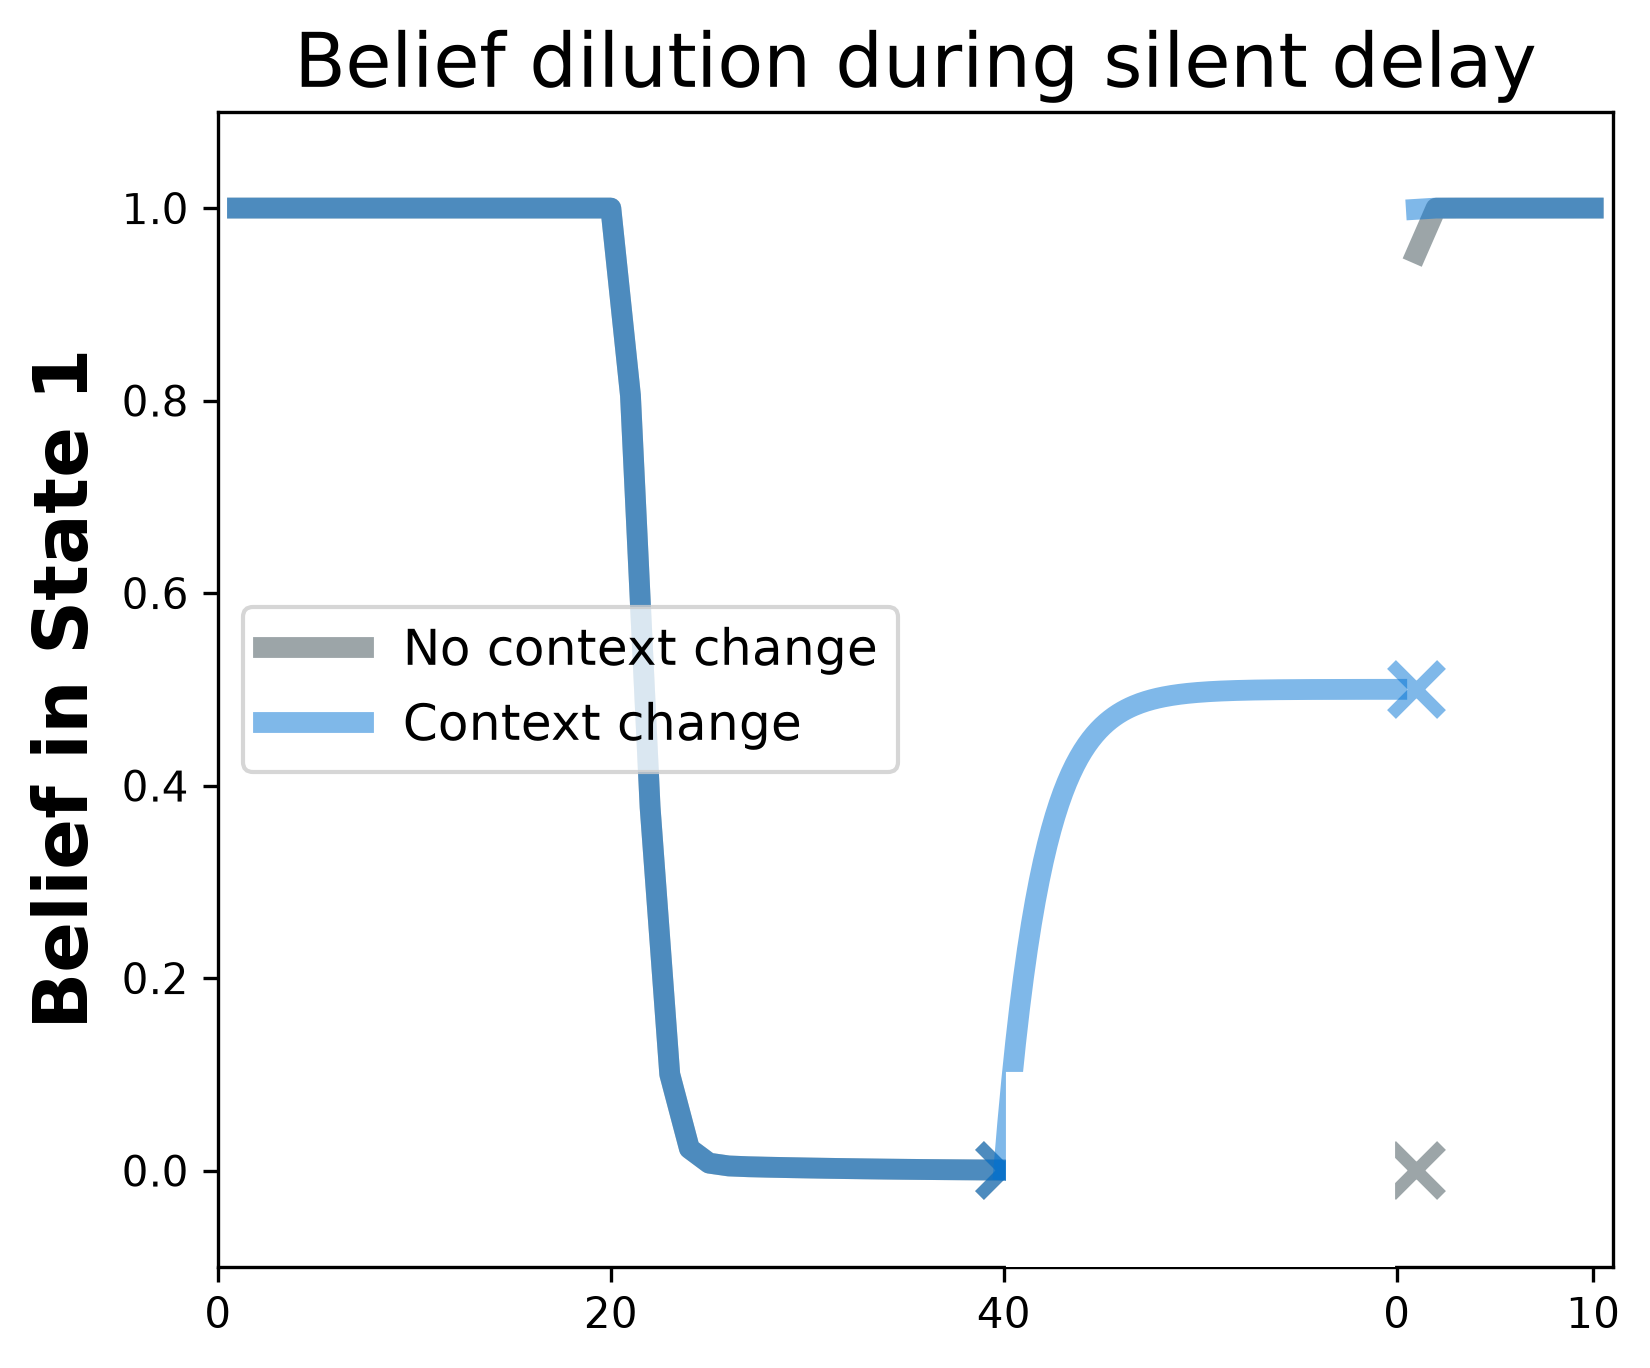 Belief dilution during silent delay
Belief in State 1
1.0
0.8
0.6
0.4
0.2
0.0
No context change
Context change
0 20 40 0 10